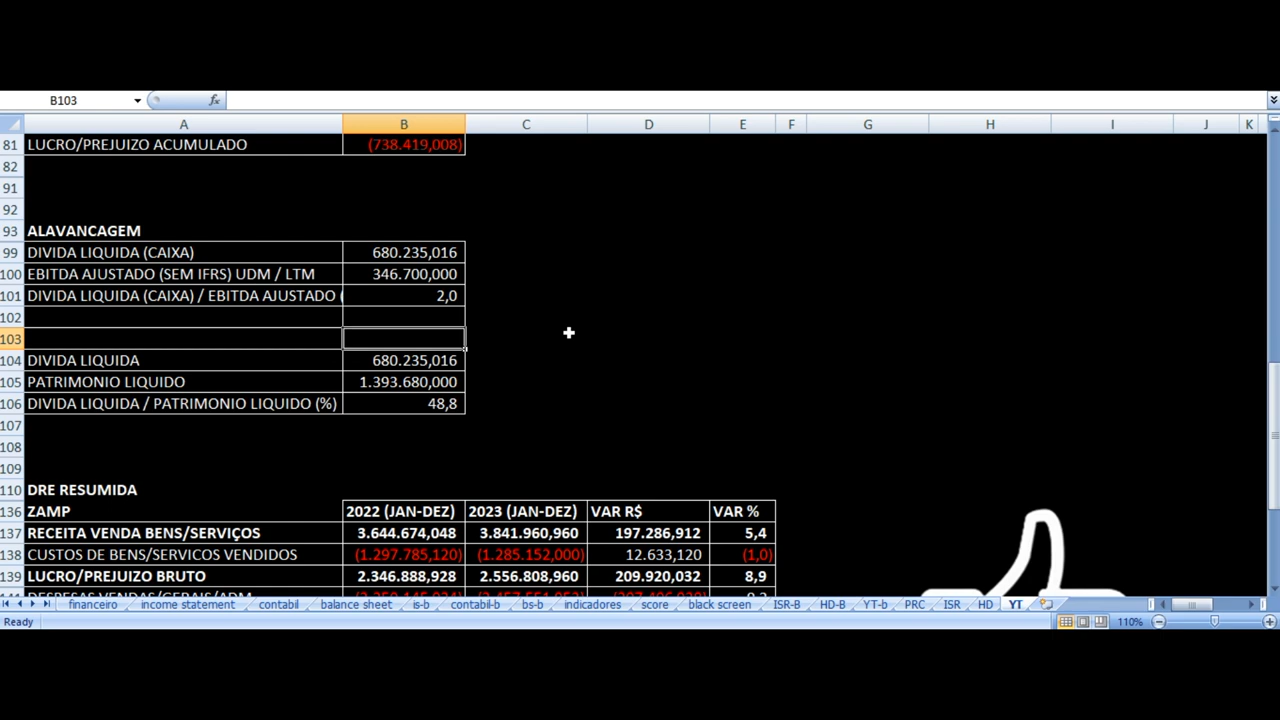 B103
A B C D E F G H I J K
81 LUCRO/PREJUIZO ACUMULADO (738.419,008)
82
91
92
93 ALAVANCAGEM
99 DIVIDA LIQUIDA (CAIXA) 680.235,016
100 EBITDA AJUSTADO (SEM IFRS) UDM / LTM 346.700,000
101 DIVIDA LIQUIDA (CAIXA) / EBITDA AJUSTADO ( 2,0
102
103
104 DIVIDA LIQUIDA 680.235,016
105 PATRIMONIO LIQUIDO 1.393.680,000
106 DIVIDA LIQUIDA / PATRIMONIO LIQUIDO (%) 48,8
107
108
109
110 DRE RESUMIDA
136 ZAMP 2022 (JAN-DEZ) 2023 (JAN-DEZ) VAR R$ VAR %
137 RECEITA VENDA BENS/SERVIÇOS 3.644.674,048 3.841.960,960 197.286,912 5,4
138 CUSTOS DE BENS/SERVICOS VENDIDOS (1.297.785,120) (1.285.152,000) 12.633,120 (1,0)
139 LUCRO/PREJUIZO BRUTO 2.346.888,928 2.556.808,960 209.920,032 8,9
financeiro income statement contabil balance sheet is-b contabil-b bs-b indicadores score black screen ISR-B HD-B YT-b PRC ISR HD YT
Ready 110%